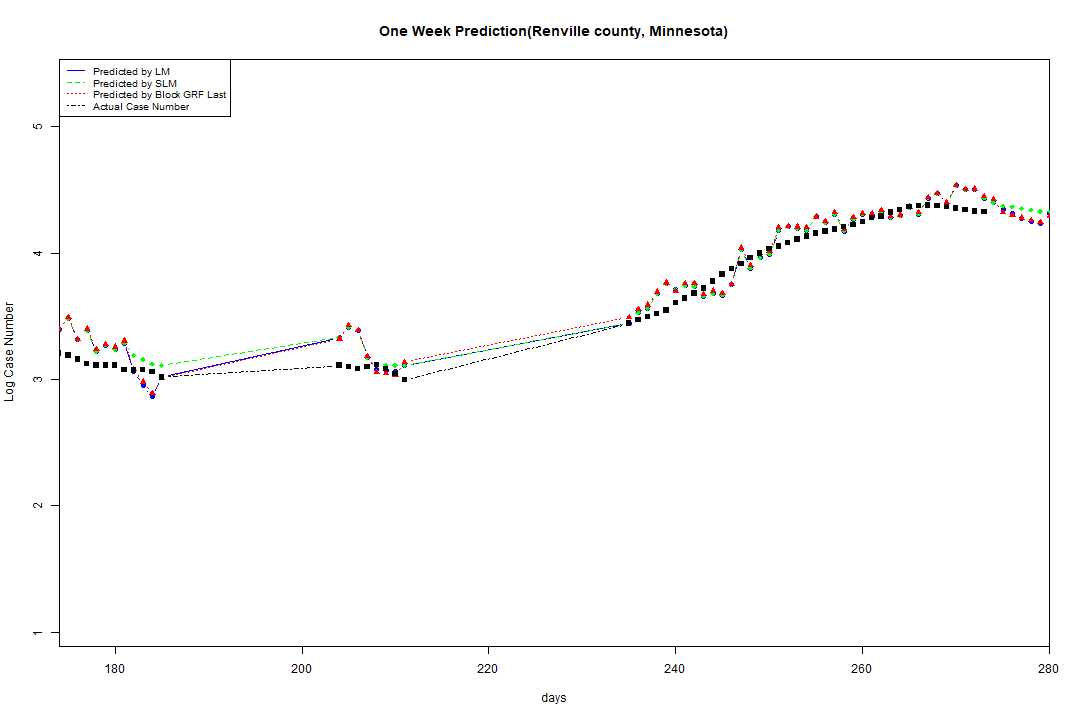 One Week Prediction(Renville county, Minnesota)
Predicted by LM
Predicted by SLM
Predicted by Block GRF Last
Actual Case Number
5
4
3
2
1
Log Case Number
180 200 220 240 260 280
days